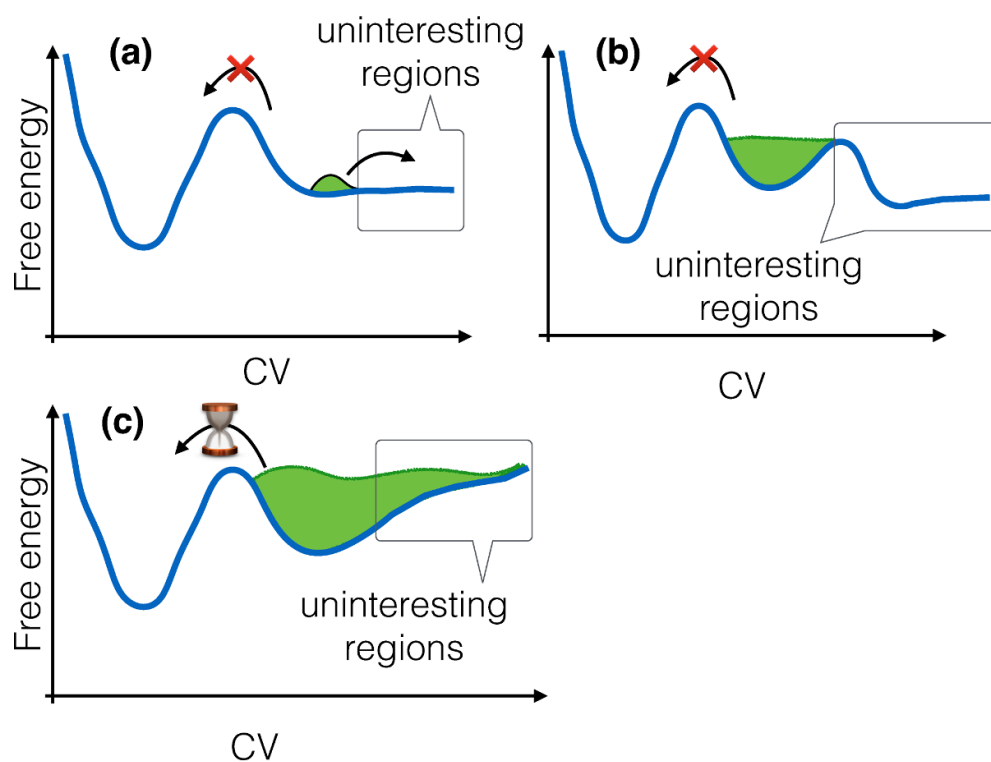 (a)
uninteresting
regions
Free energy
CV
(b)
uninteresting
regions
CV
(c)
uninteresting
regions
Free energy
CV